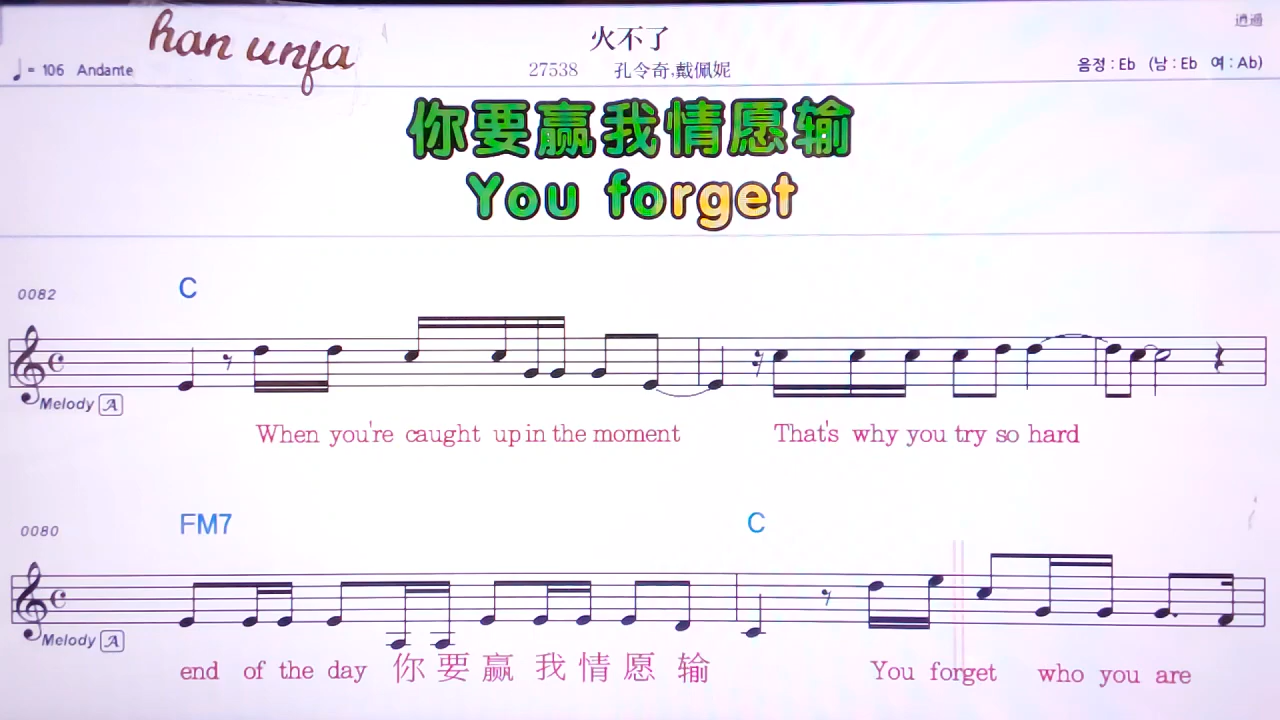 han unfa
火不了
透過
♩= 106 Andante
27538 孔令奇,戴佩妮
음정 : Eb (남 : Eb 여 : Ab)
你要赢我情愿输
You forget
C
0082
Melody A
When you're caught up in the moment That's why you try so hard
FM7 C
0080
Melody A
end of the day 你 要 赢 我 情 愿 输 You forget who you are